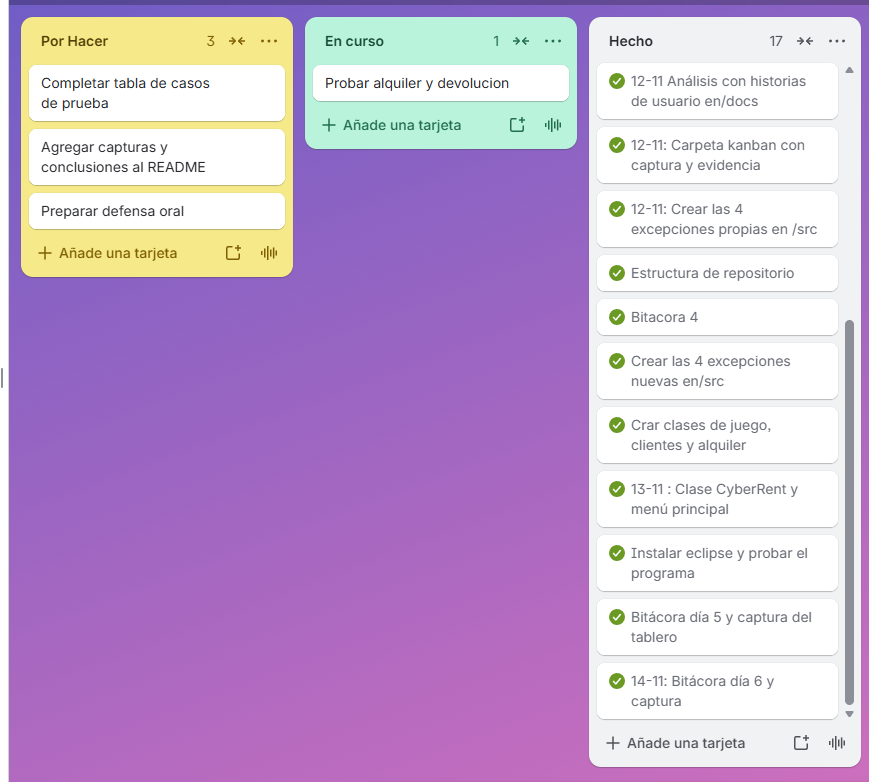 Por Hacer 3
Completar tabla de casos
de prueba
Agregar capturas y
conclusiones al README
Preparar defensa oral
Añade una tarjeta
En curso 1
Probar alquiler y devolucion
Añade una tarjeta
Hecho 17
12-11 Análisis con historias
de usuario en/docs
12-11: Carpeta kanban con
captura y evidencia
12-11: Crear las 4
excepciones propias en /src
Estructura de repositorio
Bitacora 4
Crear las 4 excepciones
nuevas en/src
Crar clases de juego,
clientes y alquiler
13-11 : Clase CyberRent y
menú principal
Instalar eclipse y probar el
programa
Bitácora día 5 y captura del
tablero
14-11: Bitácora día 6 y
captura
Añade una tarjeta